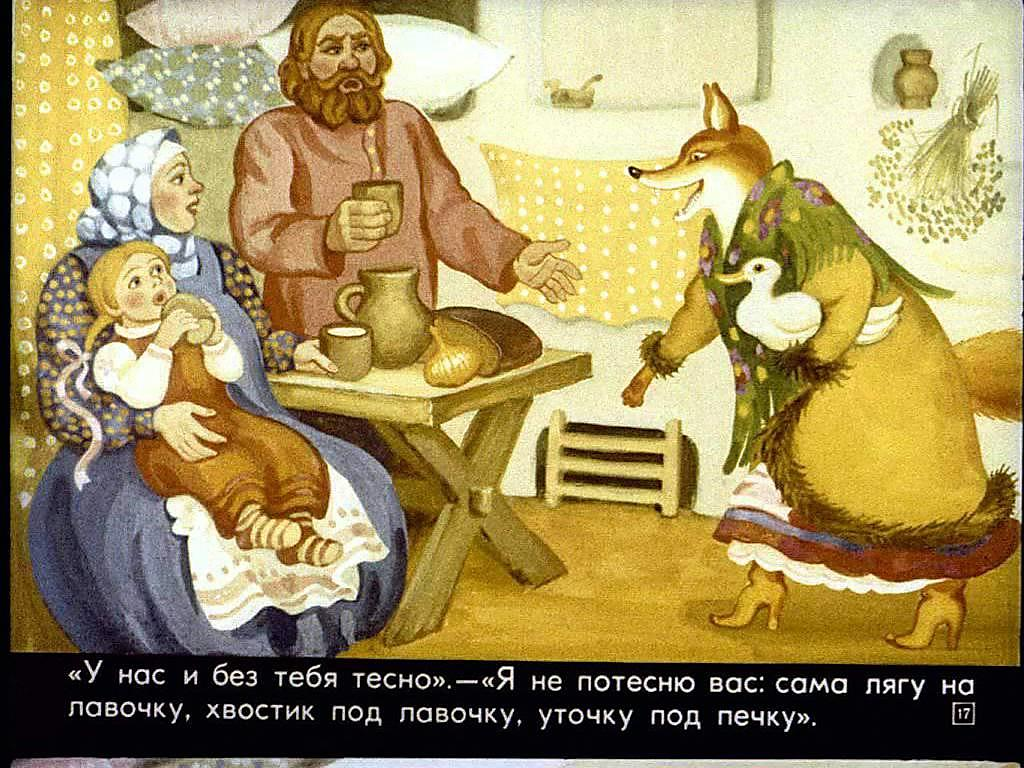 «У нас и без тебя тесно».—«Я не потесню вас: сама лягу на
лавочку, хвостик под лавочку, уточку под печку».
17